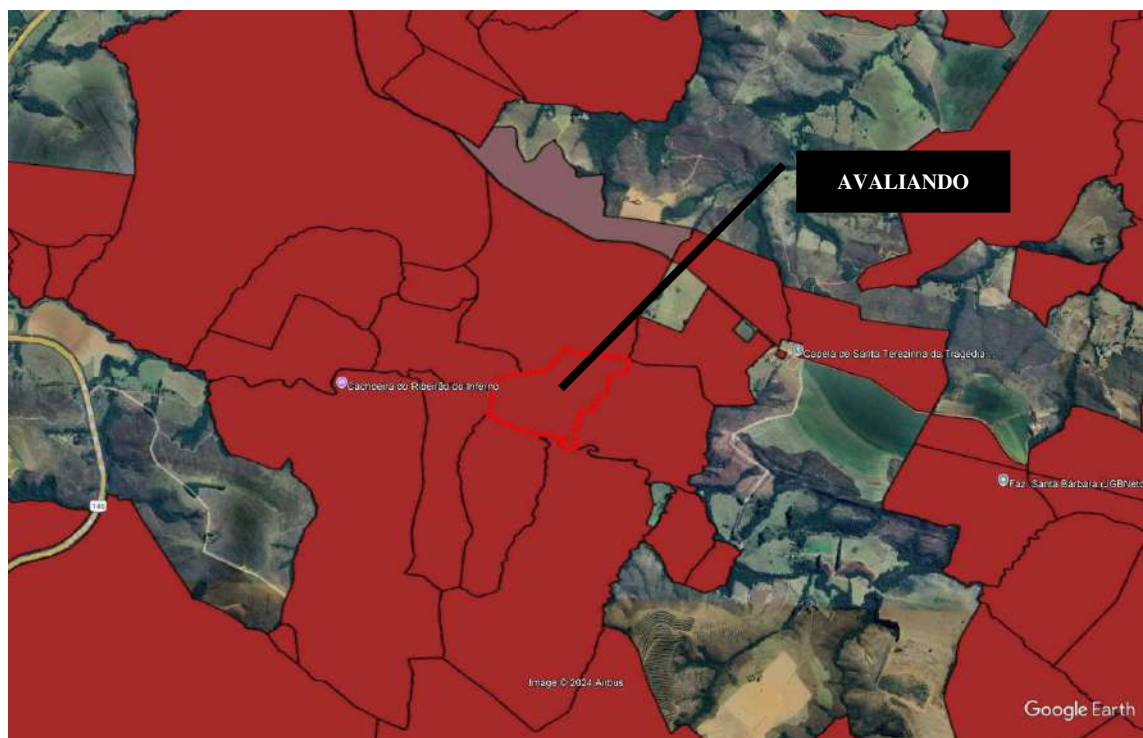 AVALIANDO
Capela de Santa Terezinha da Tragédia ...
Cachoeira do Ribeirão do Inferno
Faz. Santa Bárbara (JGBNeto
146
Image © 2024 Airbus
Google Earth